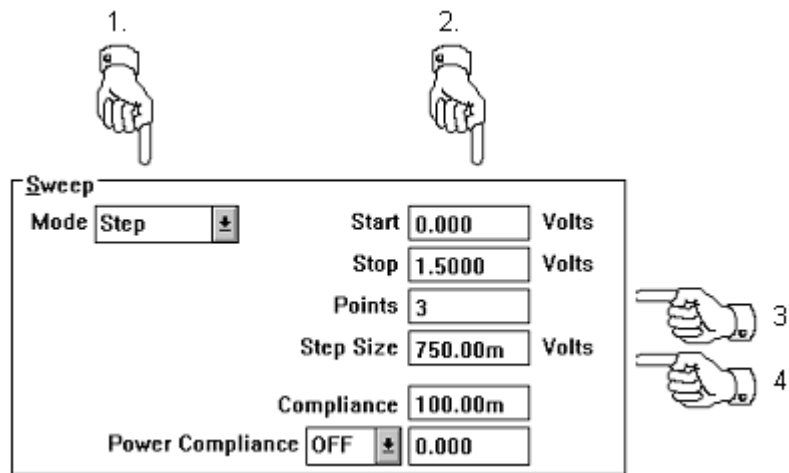 1. 2.
Sweep
Mode Step Start 0.000 Volts
Stop 1.5000 Volts
Points 3
3
Step Size 750.00m Volts
4
Compliance 100.00m
Power Compliance OFF 0.000